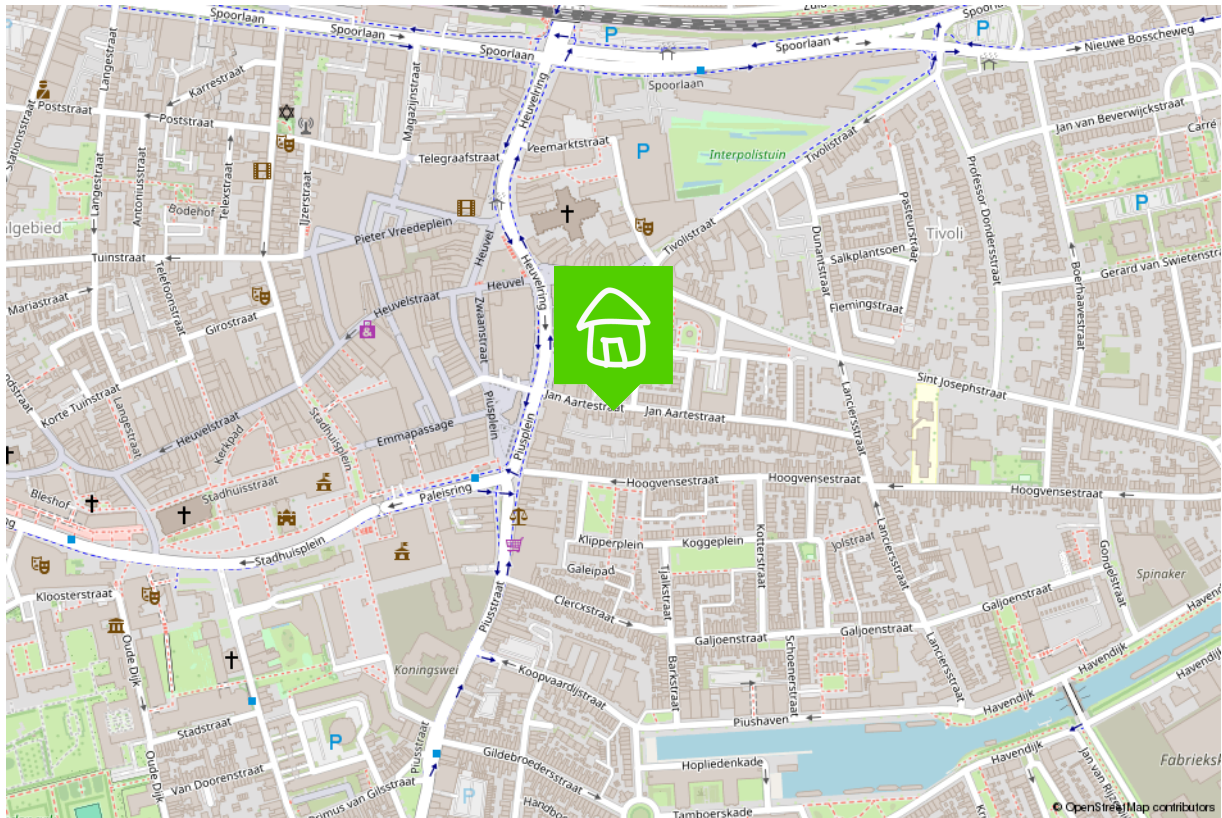 Spoorlaan
Spoorlaan
Spoorlaan
Spoorlaan
Nieuwe Bosscheweg
P
P
Langestraat
Karrestraat
Magazijnstraat
Heuvelring
Spoorlaan
Stationsstraat
Poststraat
Poststraat
Jan van Beverwijckstraat
Carré
Antoniusstraat
Telexstraat
IJzerstraat
Telegraafstraat
Veemarktstraat
P
Interpolistuin
Tivolistraat
Professor Dondersstraat
Langestraat
Bodehof
Pieter Vreedeplein
Heuvel
Tivolistraat
Pasteurstraat
Tivoli
P
algebied
Dunantstraat
Salkplantsoen
Boerhaavestraat
Gerard van Swietenstraat
Tuinstraat
Telefoonstraat
Heuvel
Heuvelring
Mariastraat
Heuvelstraat
Flemingstraat
Girostraat
Zwaanstraat
Korte Tuinstraat
Sint Josephstraat
Langestraat
Heuvelstraat
Stadhuisplein
Piusplein
Piusplein
Jan Aartestraat
Jan Aartestraat
Lanciersstraat
Kerkpad
Emmapassage
Bleshof
Stadhuisstraat
Paleisring
Hoogvensestraat
Hoogvensestraat
Hoogvensestraat
Stadhuisplein
Klipperplein
Koggeplein
Kotterstraat
Jolstraat
Lanciersstraat
Gondelstraat
Spinaker
Galeipad
Tjalkstraat
Kloosterstraat
Piusstraat
Clercxstraat
Galjoenstraat
Galjoenstraat
Galjoenstraat
Oude Dijk
Koningswei
Koopvaardijstraat
Barkstraat
Schoenerstraat
Lanciersstraat
Havendijk
Havendijk
Havendijk
Stadstraat
P
Piusstraat
Piushaven
Havendijk
Oude Dijk
Van Doorenstraat
Gildebroedersstraat
Hopliedenkade
Primus van Gilsstraat
P
Tamboerskade
© OpenStreetMap contributors